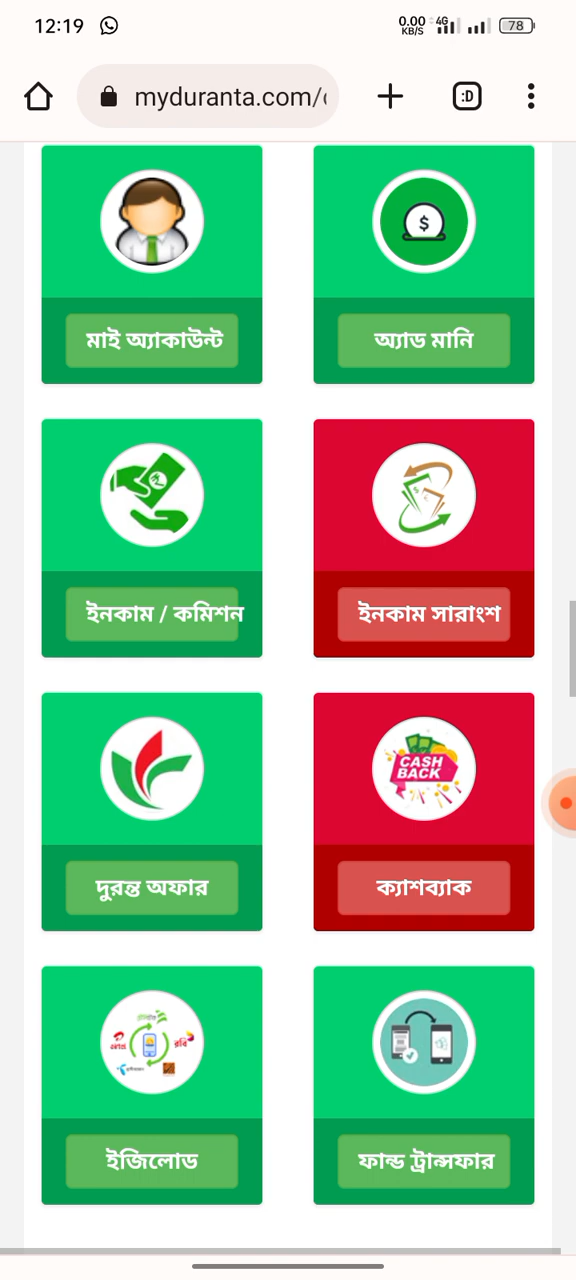 12:19
0.00 KB/S
4G
78
myduranta.com/
:D
মাই অ্যাকাউন্ট
অ্যাড মানি
ইনকাম / কমিশন
ইনকাম সারাংশ
CASH
BACK
দুরন্ত অফার
ক্যাশব্যাক
রবি
ইজিলোড
ফান্ড ট্রান্সফার